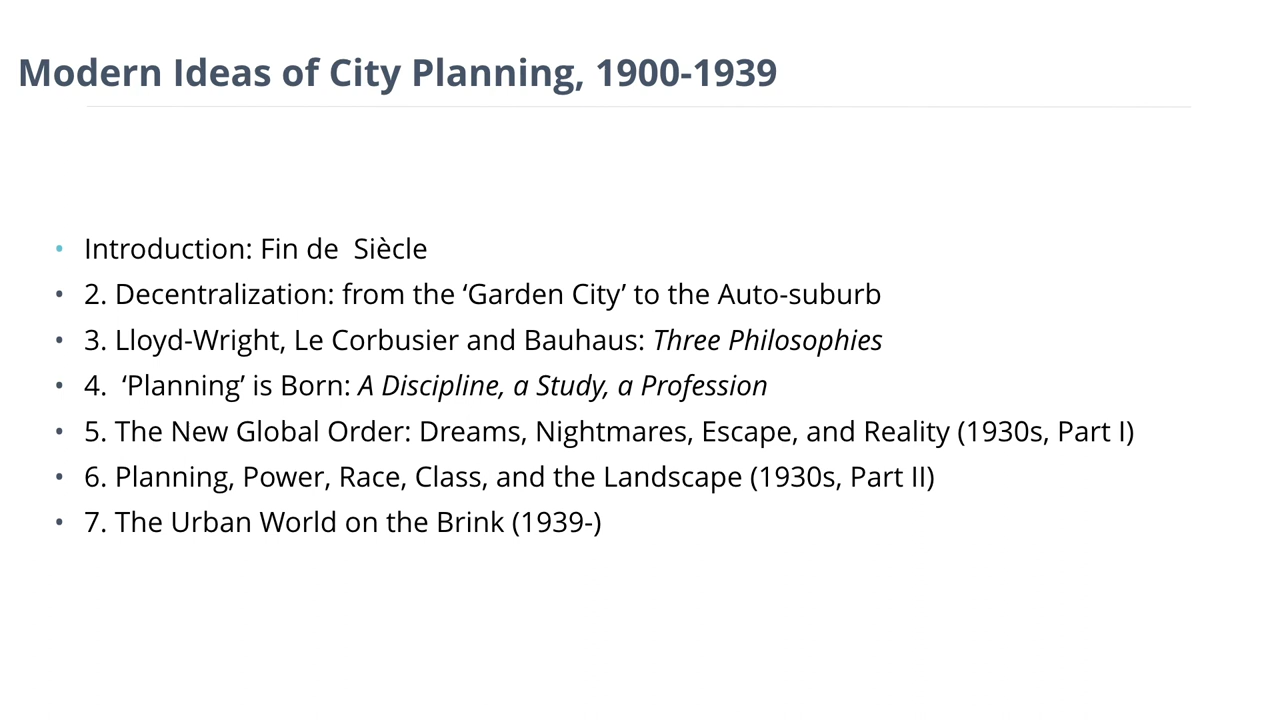 Modern Ideas of City Planning, 1900-1939
• Introduction: Fin de  Siècle
• 2. Decentralization: from the ‘Garden City’ to the Auto-suburb
• 3. Lloyd-Wright, Le Corbusier and Bauhaus: Three Philosophies
• 4.  ‘Planning’ is Born: A Discipline, a Study, a Profession
• 5. The New Global Order: Dreams, Nightmares, Escape, and Reality (1930s, Part I)
• 6. Planning, Power, Race, Class, and the Landscape (1930s, Part II)
• 7. The Urban World on the Brink (1939-)